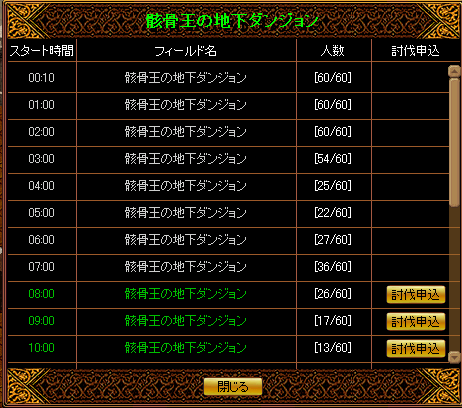 骸骨王の地下ダンジョン
スタート時間 フィールド名 人数 討伐申込
00:10 骸骨王の地下ダンジョン [60/60]
01:00 骸骨王の地下ダンジョン [60/60]
02:00 骸骨王の地下ダンジョン [60/60]
03:00 骸骨王の地下ダンジョン [54/60]
04:00 骸骨王の地下ダンジョン [25/60]
05:00 骸骨王の地下ダンジョン [22/60]
06:00 骸骨王の地下ダンジョン [27/60]
07:00 骸骨王の地下ダンジョン [36/60]
08:00 骸骨王の地下ダンジョン [26/60] 討伐申込
09:00 骸骨王の地下ダンジョン [17/60] 討伐申込
10:00 骸骨王の地下ダンジョン [13/60] 討伐申込
閉じる